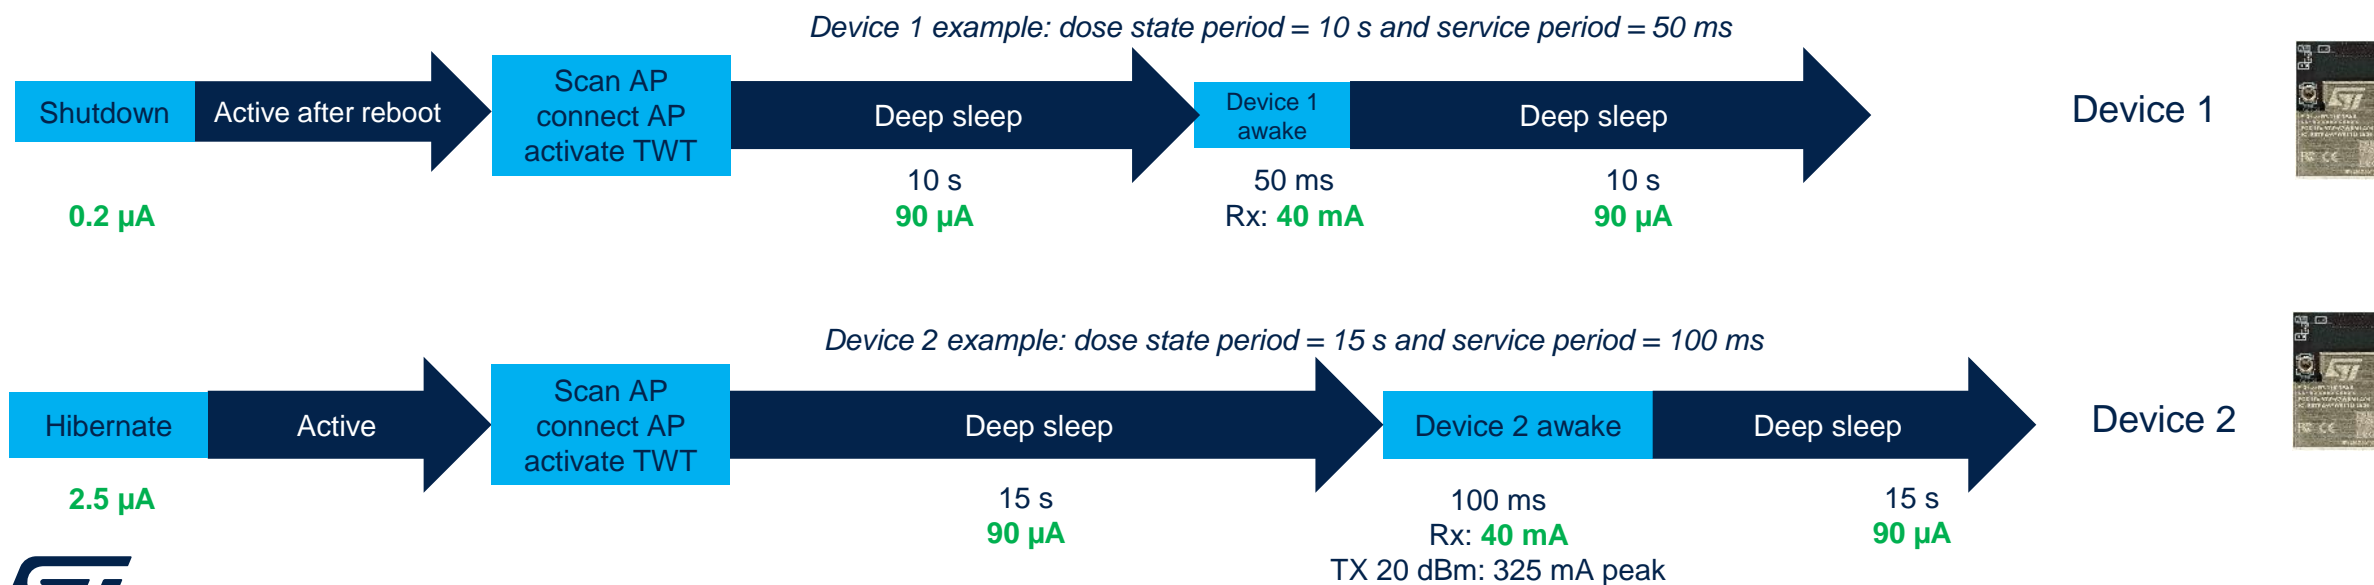 Device 1 example: dose state period = 10 s and service period = 50 ms
Shutdown
Active after reboot
Scan AP
connect AP
activate TWT
Deep sleep
Device 1
awake
Deep sleep
Device 1
0.2 µA
10 s
90 µA
50 ms
Rx: 40 mA
10 s
90 µA
Device 2 example: dose state period = 15 s and service period = 100 ms
Hibernate
Active
Scan AP
connect AP
activate TWT
Deep sleep
Device 2 awake
Deep sleep
Device 2
2.5 µA
15 s
90 µA
100 ms
Rx: 40 mA
TX 20 dBm: 325 mA peak
15 s
90 µA